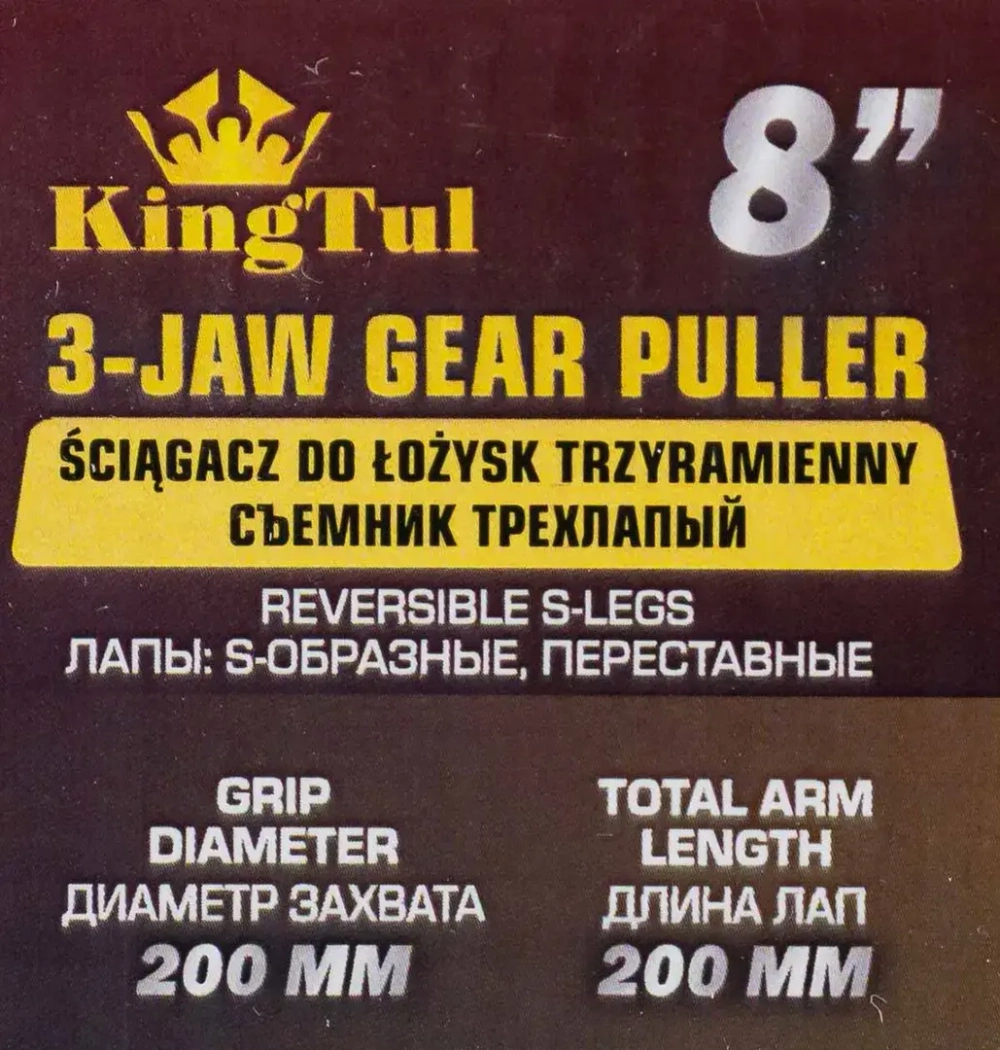 KingTul
8”
3-JAW GEAR PULLER
ŚCIĄGACZ DO ŁOŻYSK TRZYRAMIENNY
СЪЕМНИК ТРЕХЛАПЫЙ
REVERSIBLE S-LEGS
ЛАПЫ: S-ОБРАЗНЫЕ, ПЕРЕСТАВНЫЕ
GRIP
DIAMETER
ДИАМЕТР ЗАХВАТА
200 MM
TOTAL ARM
LENGTH
ДЛИНА ЛАП
200 MM